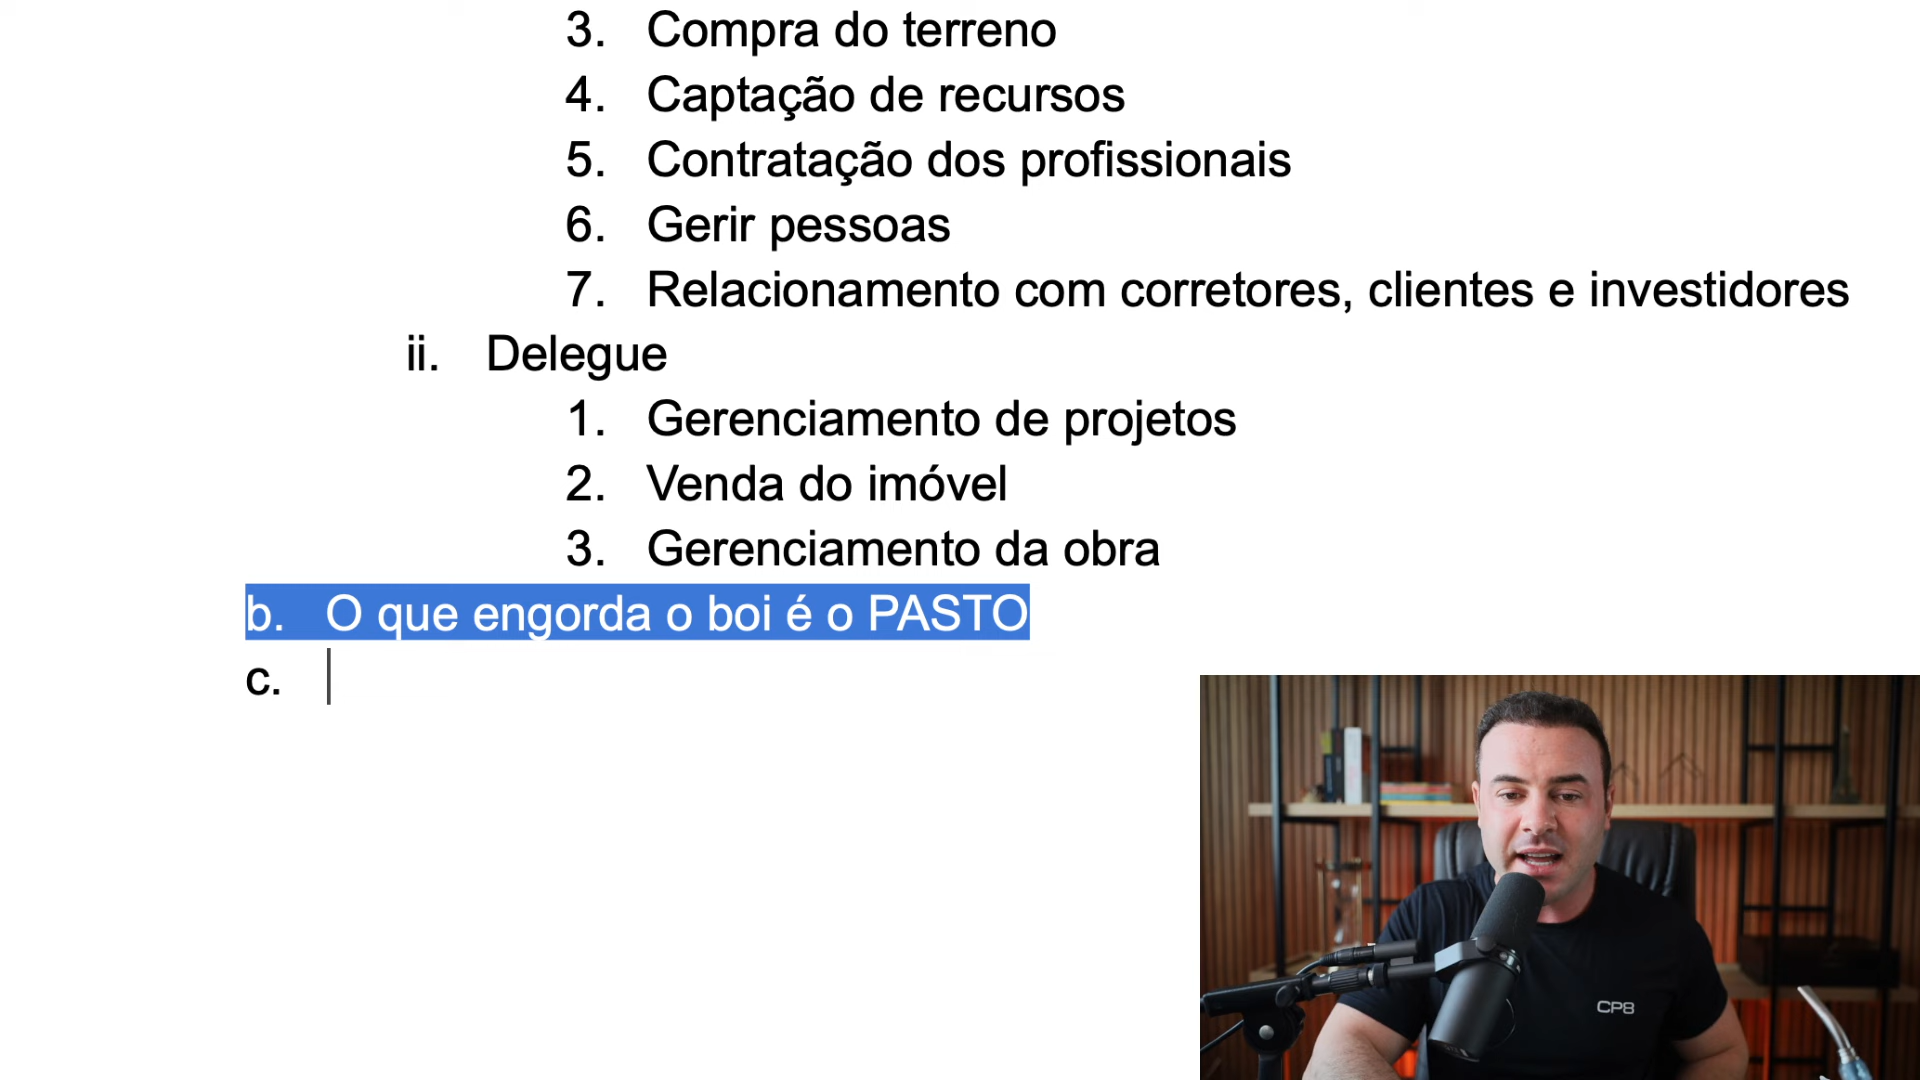 3. Compra do terreno
4. Captação de recursos
5. Contratação dos profissionais
6. Gerir pessoas
7. Relacionamento com corretores, clientes e investidores
ii. Delegue
1. Gerenciamento de projetos
2. Venda do imóvel
3. Gerenciamento da obra
b. O que engorda o boi é o PASTO
c.
CP8